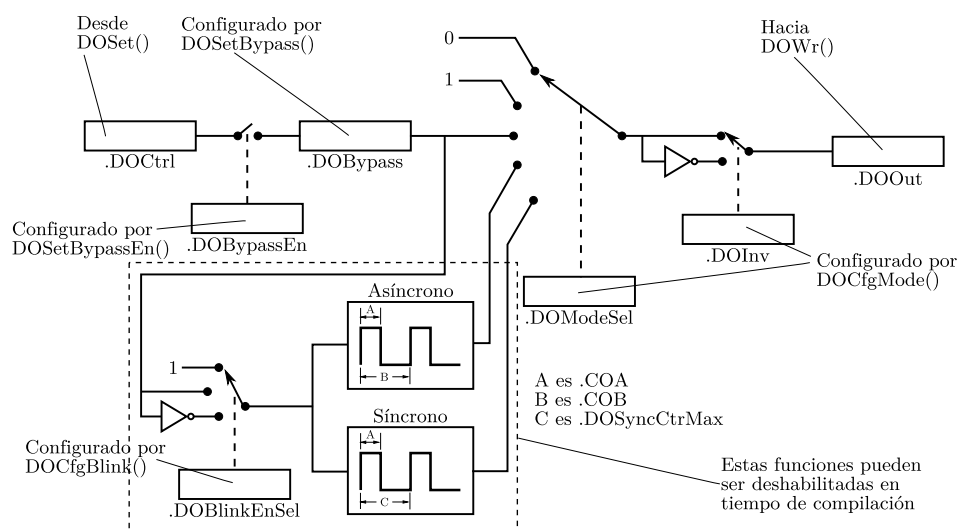 Desde
DOSet()
Configurado por
DOSetBypass()
0
1
Hacia
DOWr()
.DOCtrl
.DOBypass
.DOOut
Configurado por
DOSetBypassEn()
.DOBypassEn
.DOInv
Configurado por
DOCfgMode()
.DOModeSel
Asíncrono
A
B
1
A es .COA
B es .COB
C es .DOSyncCtrMax
Síncrono
A
C
Configurado por
DOCfgBlink()
.DOBlinkEnSel
Estas funciones pueden
ser deshabilitadas en
tiempo de compilación